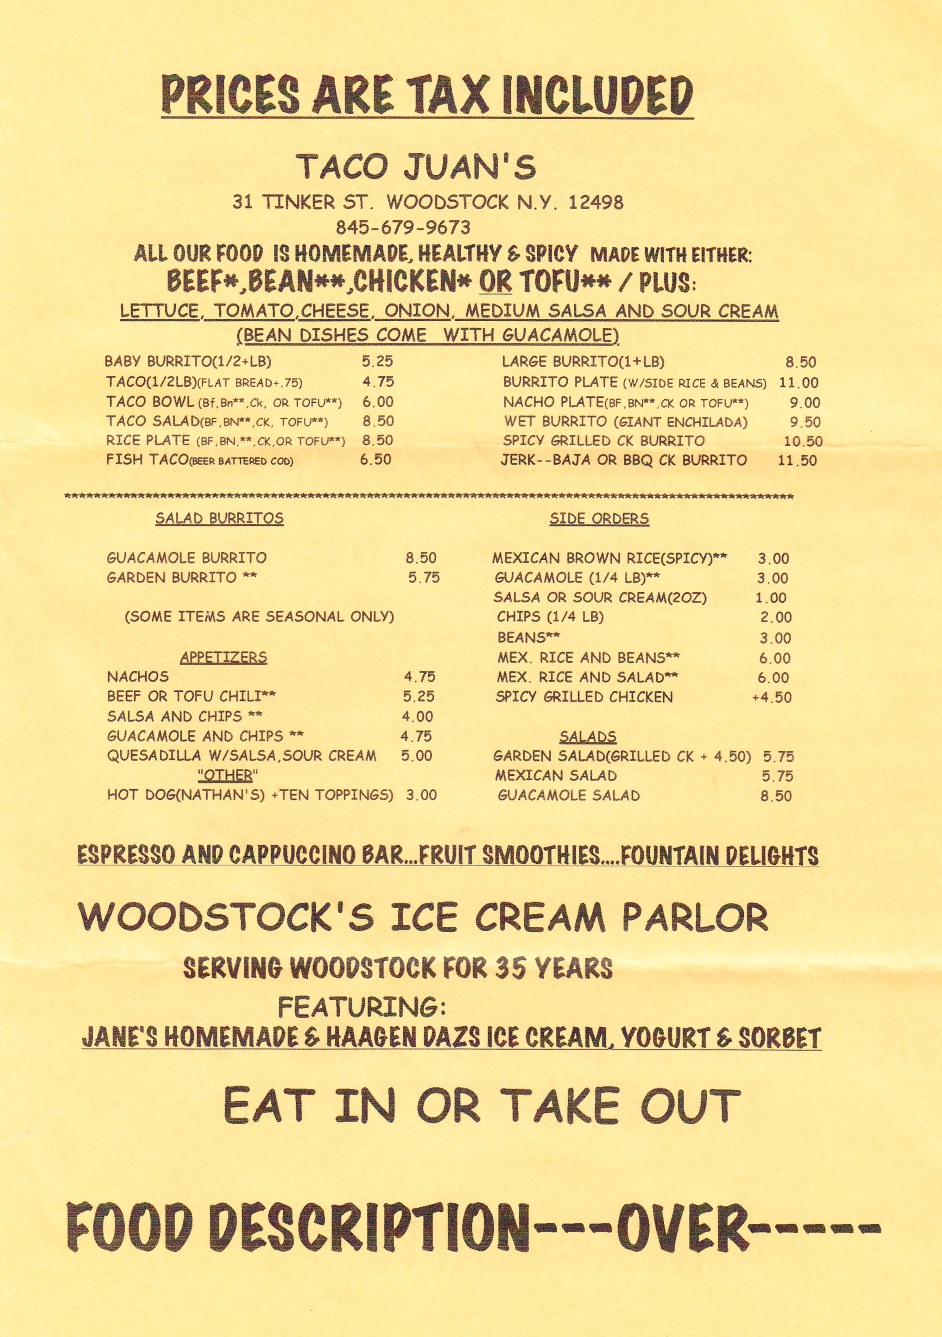 PRICES ARE TAX INCLUDED
TACO JUAN'S
31 TINKER ST. WOODSTOCK N.Y. 12498
845-679-9673
ALL OUR FOOD IS HOMEMADE, HEALTHY & SPICY MADE WITH EITHER:
BEEF*,BEAN**,CHICKEN* OR TOFU** / PLUS:
LETTUCE, TOMATO,CHEESE, ONION, MEDIUM SALSA AND SOUR CREAM
(BEAN DISHES COME WITH GUACAMOLE)
BABY BURRITO(1/2+LB) 5.25
TACO(1/2LB)(FLAT BREAD+.75) 4.75
TACO BOWL (Bf,Bn**,Ck, OR TOFU**) 6.00
TACO SALAD(BF,BN**,CK, TOFU**) 8.50
RICE PLATE (BF,BN,**,CK,OR TOFU**) 8.50
FISH TACO(BEER BATTERED COD) 6.50
LARGE BURRITO(1+LB) 8.50
BURRITO PLATE (W/SIDE RICE & BEANS) 11.00
NACHO PLATE(BF,BN**,CK OR TOFU**) 9.00
WET BURRITO (GIANT ENCHILADA) 9.50
SPICY GRILLED CK BURRITO 10.50
JERK--BAJA OR BBQ CK BURRITO 11.50
SALAD BURRITOS
GUACAMOLE BURRITO 8.50
GARDEN BURRITO ** 5.75
(SOME ITEMS ARE SEASONAL ONLY)
APPETIZERS
NACHOS 4.75
BEEF OR TOFU CHILI** 5.25
SALSA AND CHIPS ** 4.00
GUACAMOLE AND CHIPS ** 4.75
QUESADILLA W/SALSA,SOUR CREAM 5.00
"OTHER"
HOT DOG(NATHAN'S) +TEN TOPPINGS) 3.00
SIDE ORDERS
MEXICAN BROWN RICE(SPICY)** 3.00
GUACAMOLE (1/4 LB)** 3.00
SALSA OR SOUR CREAM(2OZ) 1.00
CHIPS (1/4 LB) 2.00
BEANS** 3.00
MEX. RICE AND BEANS** 6.00
MEX. RICE AND SALAD** 6.00
SPICY GRILLED CHICKEN +4.50
SALADS
GARDEN SALAD(GRILLED CK + 4.50) 5.75
MEXICAN SALAD 5.75
GUACAMOLE SALAD 8.50
ESPRESSO AND CAPPUCCINO BAR...FRUIT SMOOTHIES....FOUNTAIN DELIGHTS
WOODSTOCK'S ICE CREAM PARLOR
SERVING WOODSTOCK FOR 35 YEARS
FEATURING:
JANE'S HOMEMADE & HAAGEN DAZS ICE CREAM, YOGURT & SORBET
EAT IN OR TAKE OUT
FOOD DESCRIPTION---OVER-----